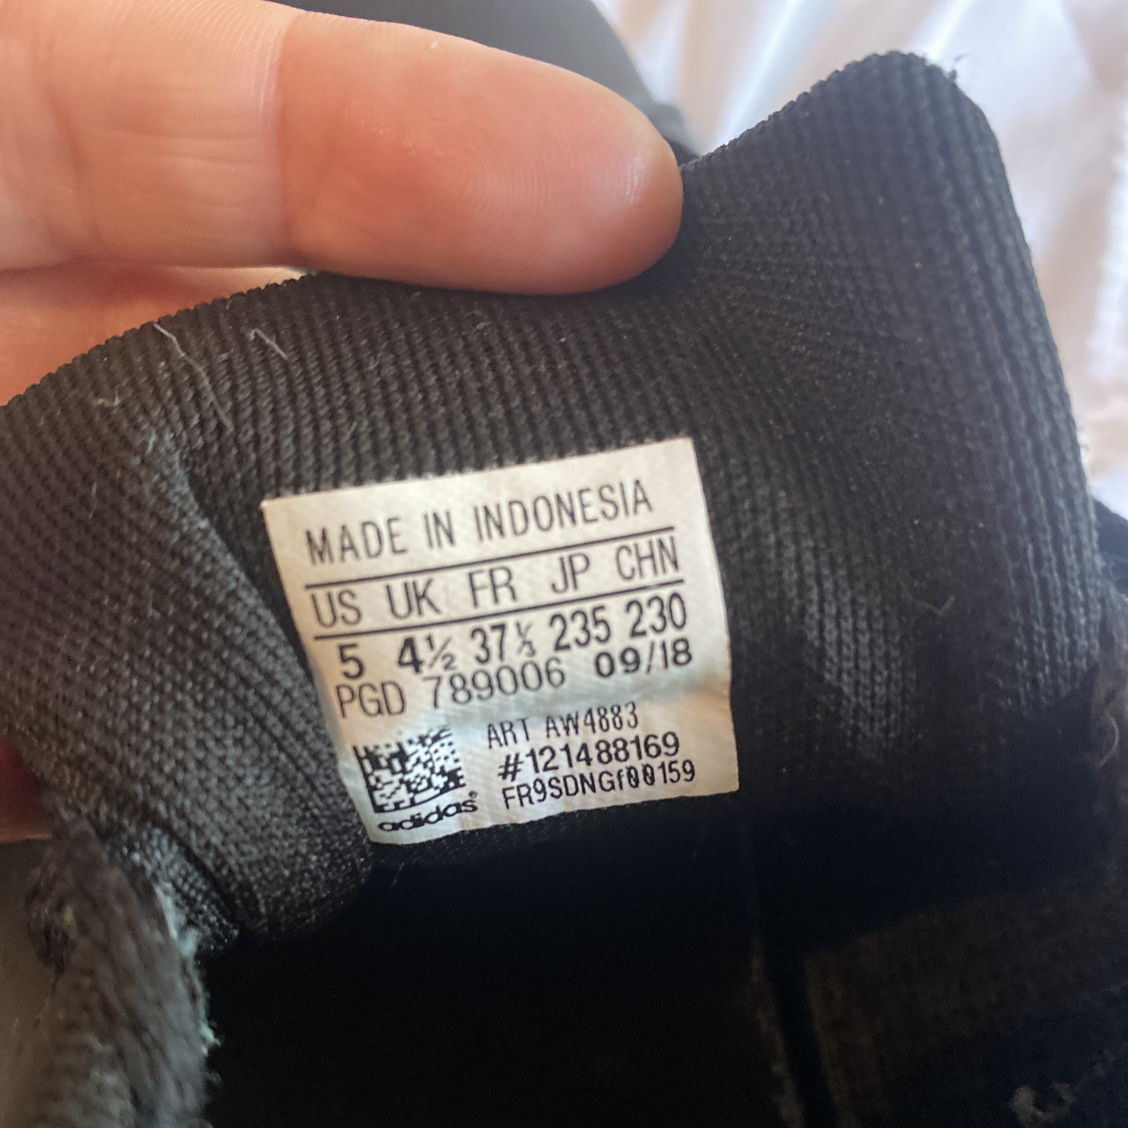 MADE IN INDONESIA
US UK FR JP CHN
5 4½ 37⅓ 235 230
PGD 789006 09/18
ART AW4883
#121488169
FR9SDNGf00159
adidas®